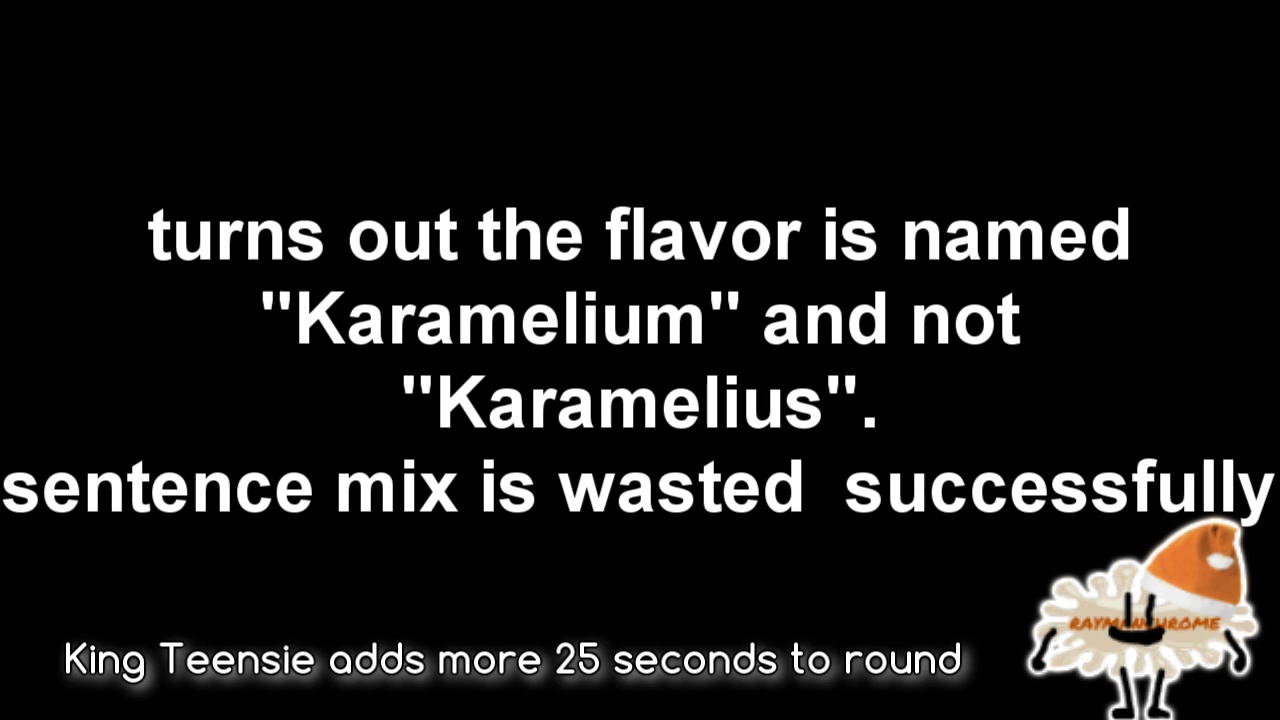 turns out the flavor is named
"Karamelium" and not
"Karamelius".
sentence mix is wasted  successfully
RAYMANCHROME
King Teensie adds more 25 seconds to round